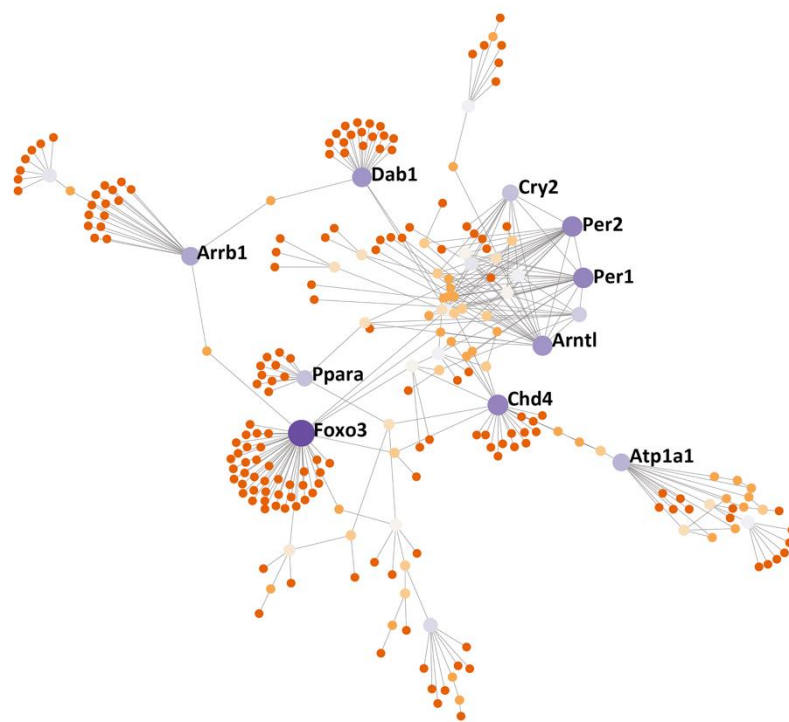 Dab1
Cry2
Per2
Arrb1
Per1
Arntl
Ppara
Chd4
Foxo3
Atp1a1